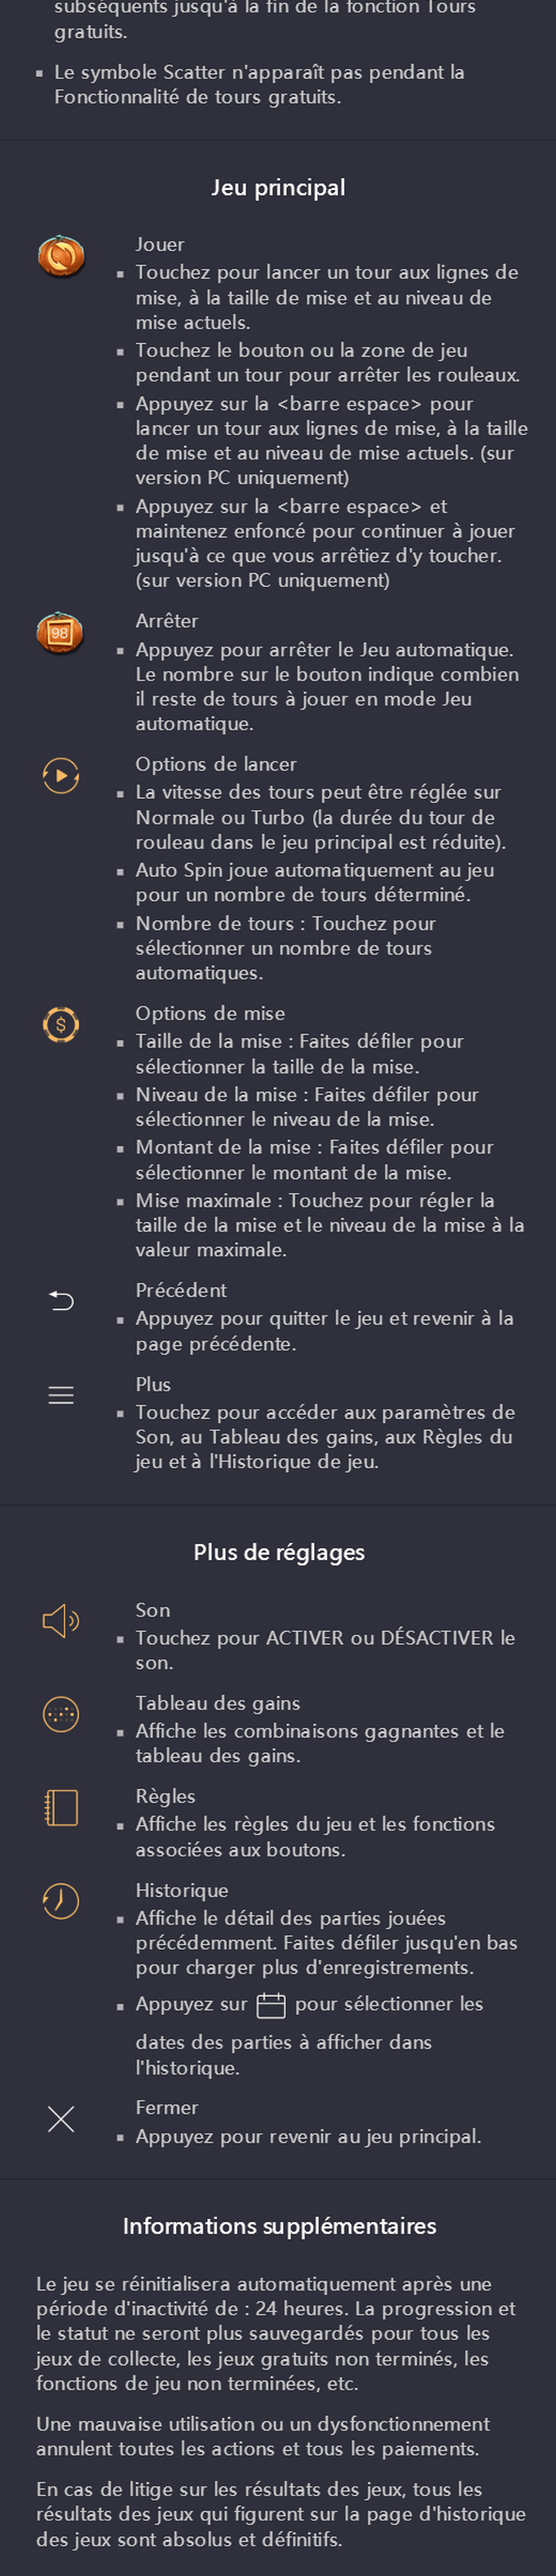 subséquents jusqu'à la fin de la fonction Tours
gratuits.
Le symbole Scatter n'apparaît pas pendant la
Fonctionnalité de tours gratuits.
Jeu principal
Jouer
Touchez pour lancer un tour aux lignes de
mise, à la taille de mise et au niveau de
mise actuels.
Touchez le bouton ou la zone de jeu
pendant un tour pour arrêter les rouleaux.
Appuyez sur la <barre espace> pour
lancer un tour aux lignes de mise, à la taille
de mise et au niveau de mise actuels. (sur
version PC uniquement)
Appuyez sur la <barre espace> et
maintenez enfoncé pour continuer à jouer
jusqu'à ce que vous arrêtiez d'y toucher.
(sur version PC uniquement)
98
Arrêter
Appuyez pour arrêter le Jeu automatique.
Le nombre sur le bouton indique combien
il reste de tours à jouer en mode Jeu
automatique.
Options de lancer
La vitesse des tours peut être réglée sur
Normale ou Turbo (la durée du tour de
rouleau dans le jeu principal est réduite).
Auto Spin joue automatiquement au jeu
pour un nombre de tours déterminé.
Nombre de tours : Touchez pour
sélectionner un nombre de tours
automatiques.
$
Options de mise
Taille de la mise : Faites défiler pour
sélectionner la taille de la mise.
Niveau de la mise : Faites défiler pour
sélectionner le niveau de la mise.
Montant de la mise : Faites défiler pour
sélectionner le montant de la mise.
Mise maximale : Touchez pour régler la
taille de la mise et le niveau de la mise à la
valeur maximale.
Précédent
Appuyez pour quitter le jeu et revenir à la
page précédente.
Plus
Touchez pour accéder aux paramètres de
Son, au Tableau des gains, aux Règles du
jeu et à l'Historique de jeu.
Plus de réglages
Son
Touchez pour ACTIVER ou DÉSACTIVER le
son.
Tableau des gains
Affiche les combinaisons gagnantes et le
tableau des gains.
Règles
Affiche les règles du jeu et les fonctions
associées aux boutons.
Historique
Affiche le détail des parties jouées
précédemment. Faites défiler jusqu'en bas
pour charger plus d'enregistrements.
Appuyez sur pour sélectionner les
dates des parties à afficher dans
l'historique.
Fermer
Appuyez pour revenir au jeu principal.
Informations supplémentaires
Le jeu se réinitialisera automatiquement après une
période d'inactivité de : 24 heures. La progression et
le statut ne seront plus sauvegardés pour tous les
jeux de collecte, les jeux gratuits non terminés, les
fonctions de jeu non terminées, etc.
Une mauvaise utilisation ou un dysfonctionnement
annulent toutes les actions et tous les paiements.
En cas de litige sur les résultats des jeux, tous les
résultats des jeux qui figurent sur la page d'historique
des jeux sont absolus et définitifs.